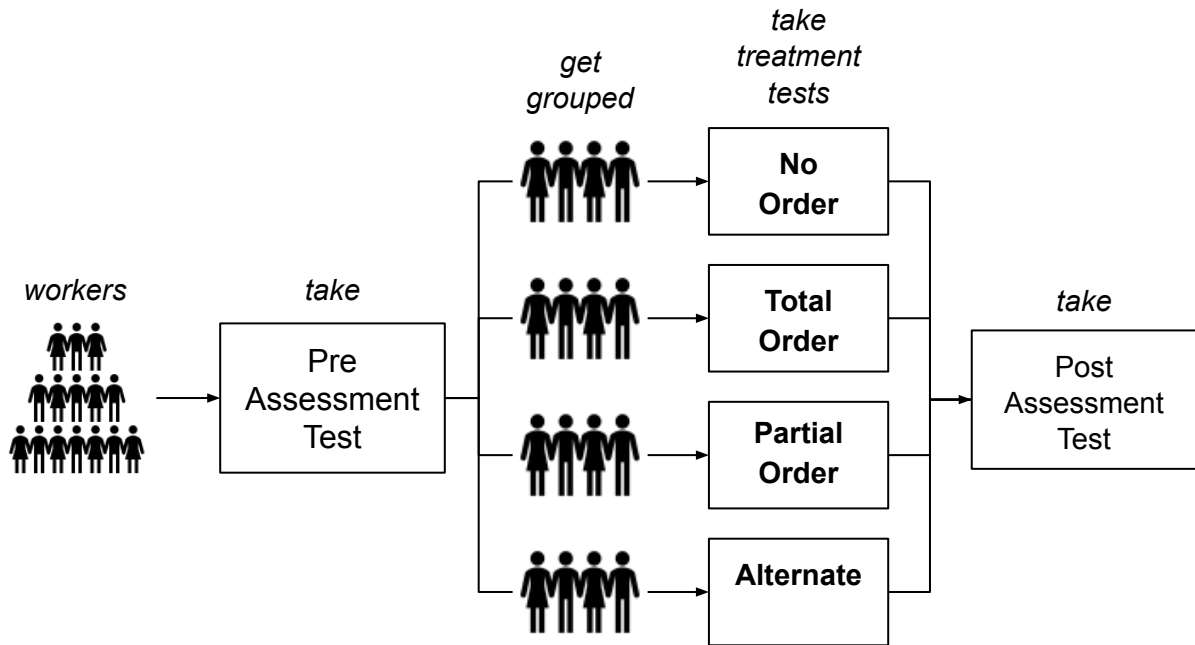 workers
take
Pre
Assessment
Test
get
grouped
take
treatment
tests
No
Order
Total
Order
Partial
Order
Alternate
take
Post
Assessment
Test